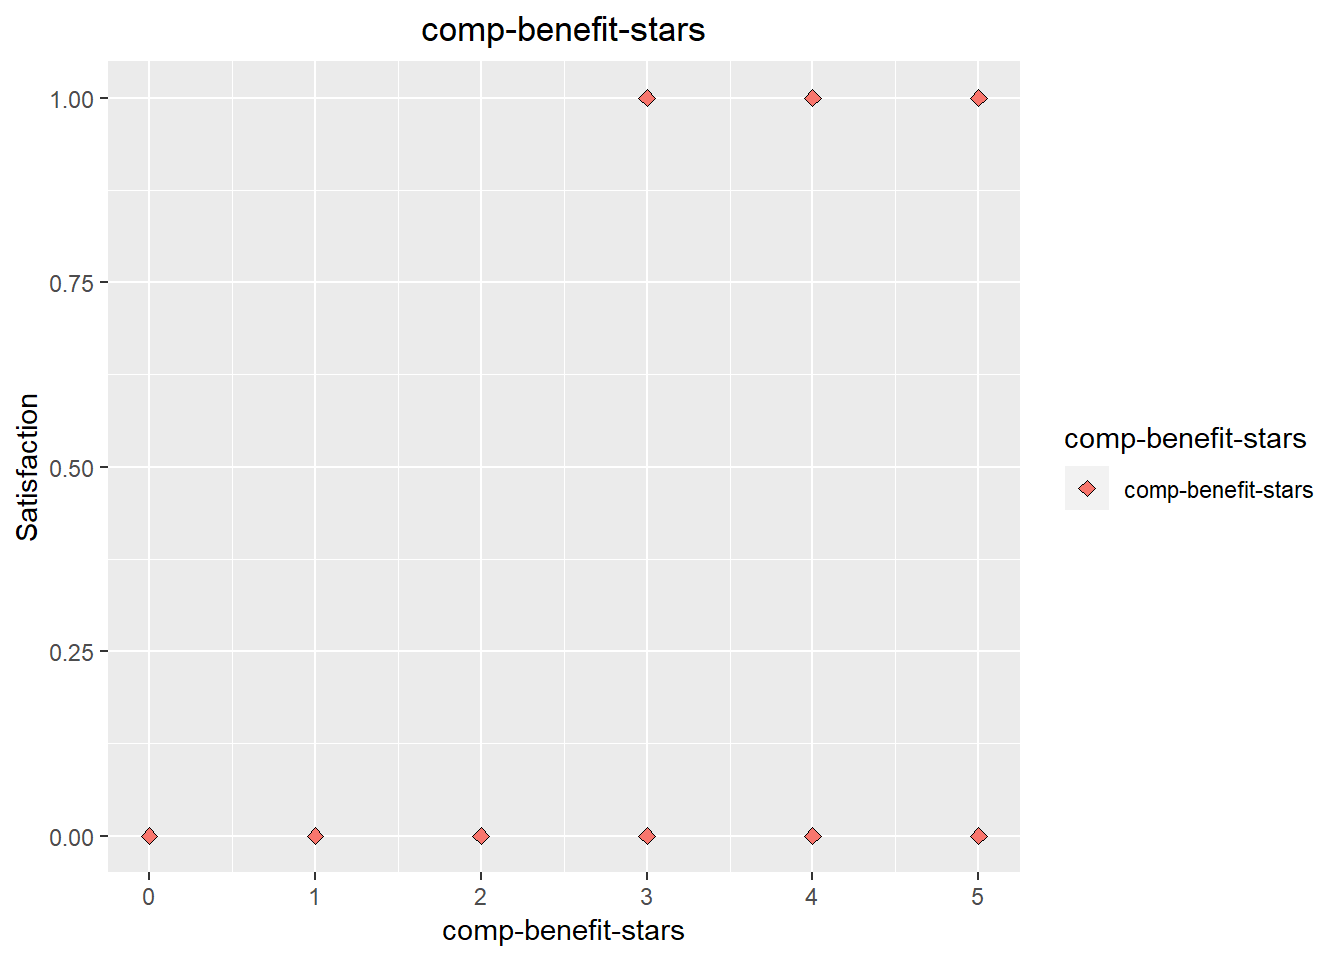 comp-benefit-stars
1.00
0.75
0.50
0.25
0.00
Satisfaction
0 1 2 3 4 5
comp-benefit-stars
comp-benefit-stars
comp-benefit-stars